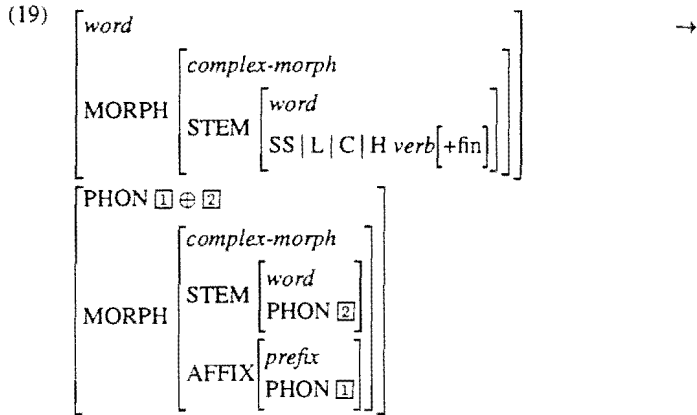 (19) word →
complex-morph
MORPH STEM word
SS | L | C | H verb[+fin]
PHON 1 ⊕ 2
complex-morph
STEM word
PHON 2
MORPH
AFFIX prefix
PHON 1